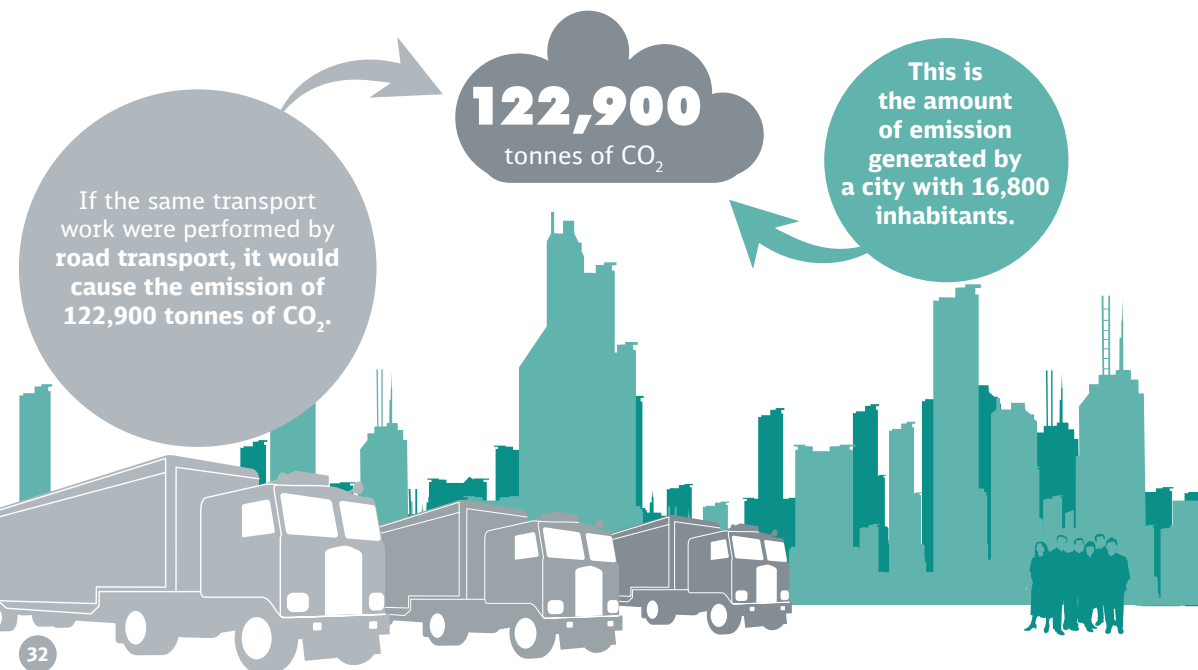 If the same transport
work were performed by
road transport, it would
cause the emission of
122,900 tonnes of CO₂.
122,900
tonnes of CO₂
This is
the amount
of emission
generated by
a city with 16,800
inhabitants.
32